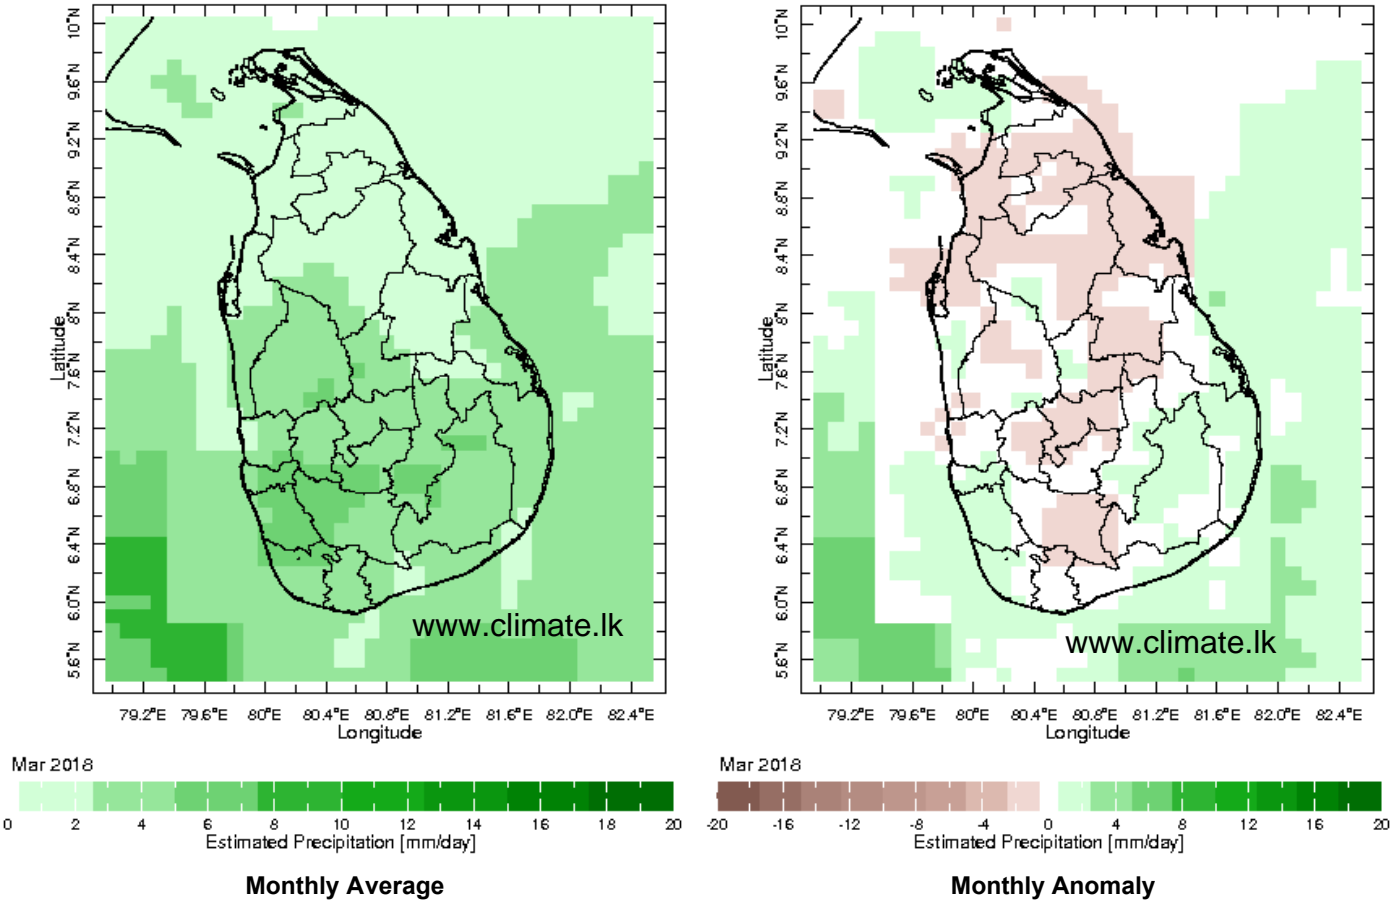 10°N
9.6°N
9.2°N
8.8°N
8.4°N
8°N
7.6°N
7.2°N
6.8°N
6.4°N
6.0°N
5.6°N
Latitude
www.climate.lk
79.2°E 79.6°E 80°E 80.4°E 80.8°E 81.2°E 81.6°E 82.0°E 82.4°E
Longitude
Mar 2018
0 2 4 6 8 10 12 14 16 18 20
Estimated Precipitation [mm/day]
Monthly Average
10°N
9.6°N
9.2°N
8.8°N
8.4°N
8°N
7.6°N
7.2°N
6.8°N
6.4°N
6.0°N
5.6°N
Latitude
www.climate.lk
79.2°E 79.6°E 80°E 80.4°E 80.8°E 81.2°E 81.6°E 82.0°E 82.4°E
Longitude
Mar 2018
-20 -16 -12 -8 -4 0 4 8 12 16 20
Estimated Precipitation [mm/day]
Monthly Anomaly